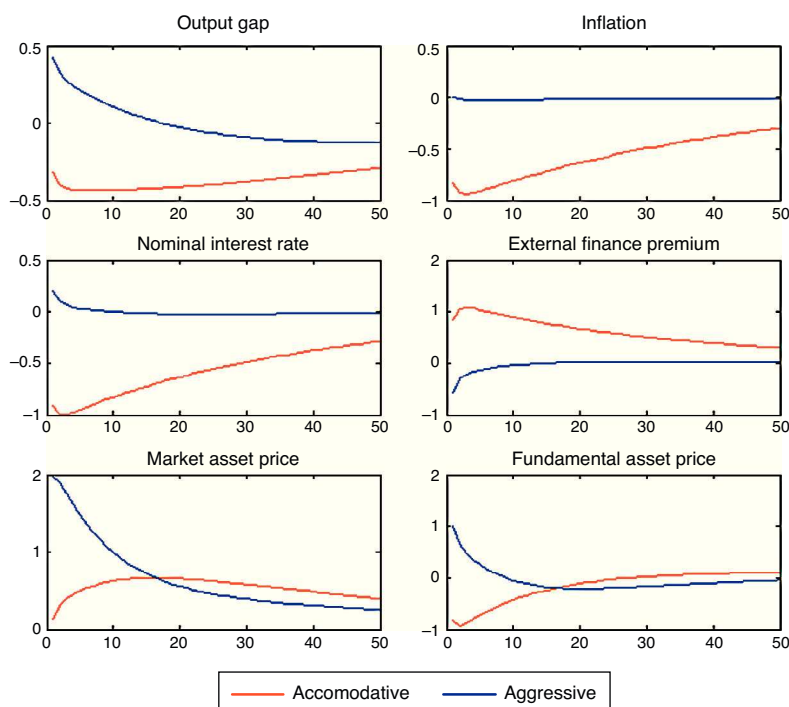 Output gap
0.5
0
−0.5
0 10 20 30 40 50
Inflation
0.5
0
−0.5
−1
0 10 20 30 40 50
Nominal interest rate
0.5
0
−0.5
−1
0 10 20 30 40 50
External finance premium
2
1
0
−1
0 10 20 30 40 50
Market asset price
2
1
0
0 10 20 30 40 50
Fundamental asset price
2
1
0
−1
0 10 20 30 40 50
Accomodative Aggressive